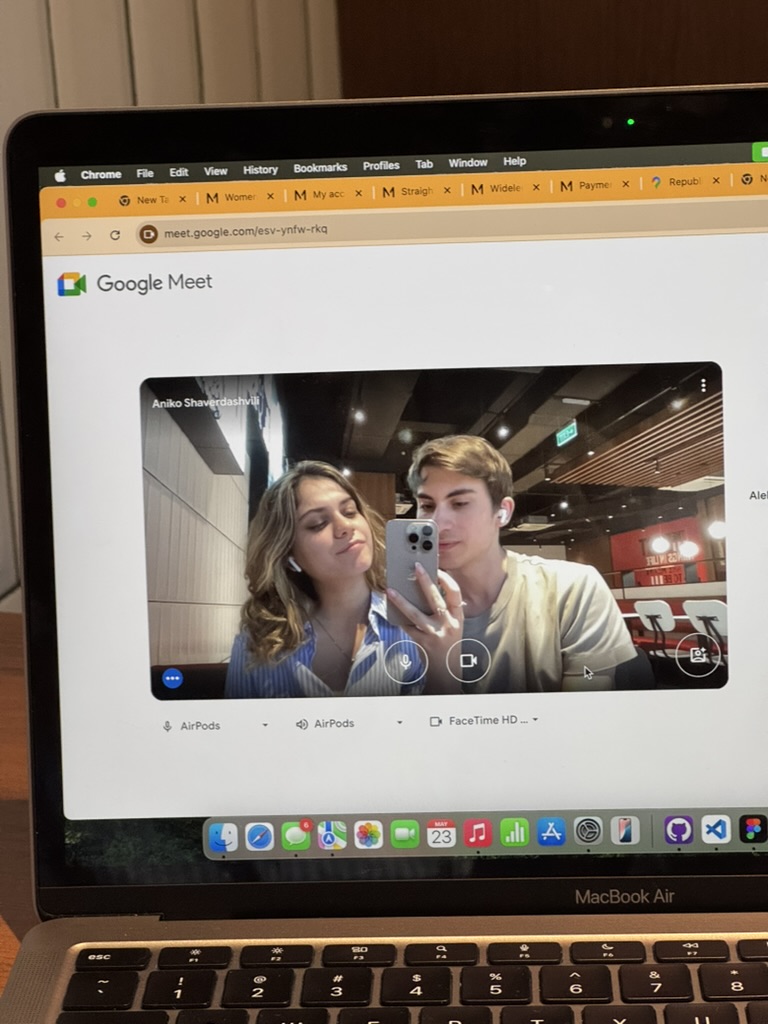 Chrome File Edit View History Bookmarks Profiles Tab Window Help
New Ta M Women M My acc M Straigh M Widele M Payme Republ
meet.google.com/esv-ynfw-rkq
Google Meet
Aniko Shaverdashvili
AirPods AirPods FaceTime HD ...
MAY
23
6
MacBook Air
esc F1 F2 F3 F4 F5 F6 F7
~ ! @ # $ % ^ & *
` 1 2 3 4 5 6 7 8